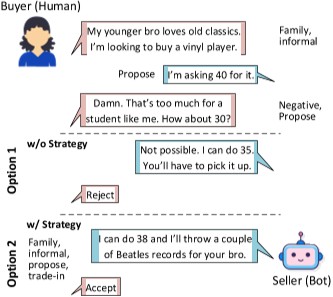 Buyer (Human)
My younger bro loves old classics.
I'm looking to buy a vinyl player.
Family,
informal
Propose
I'm asking 40 for it.
Damn. That's too much for a
student like me. How about 30?
Negative,
Propose
Option 1
w/o Strategy
Not possible. I can do 35.
You'll have to pick it up.
Reject
Option 2
w/ Strategy
Family,
informal,
propose,
trade-in
I can do 38 and I'll throw a couple
of Beatles records for your bro.
Accept
Seller (Bot)